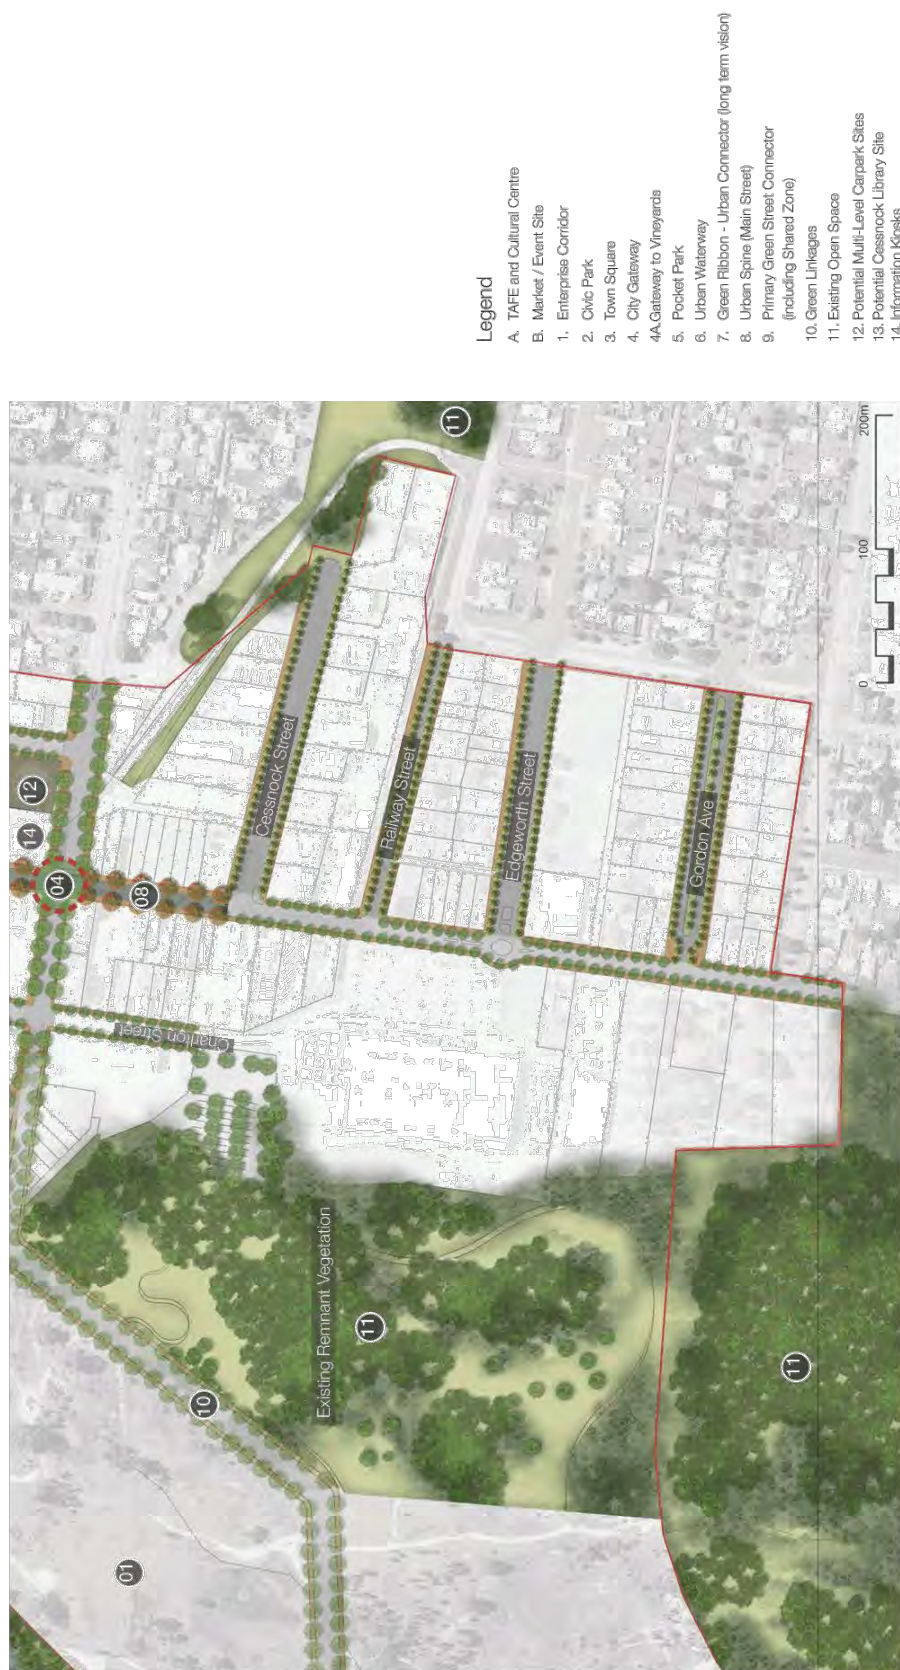 Legend
A. TAFE and Cultural Centre
B. Market / Event Site
1. Enterprise Corridor
2. Civic Park
3. Town Square
4. City Gateway
4A.Gateway to Vineyards
5. Pocket Park
6. Urban Waterway
7. Green Ribbon - Urban Connector (long term vision)
8. Urban Spine (Main Street)
9. Primary Green Street Connector
(including Shared Zone)
10. Green Linkages
11. Existing Open Space
12. Potential Multi-Level Carpark Sites
13. Potential Cessnock Library Site
14. Information Kiosks
11
12
14
04
08
Cessnock Street
Railway Street
Edgeworth Street
Gordon Ave
Charlton Street
Existing Remnant Vegetation
11
10
01
11
0
100
200m